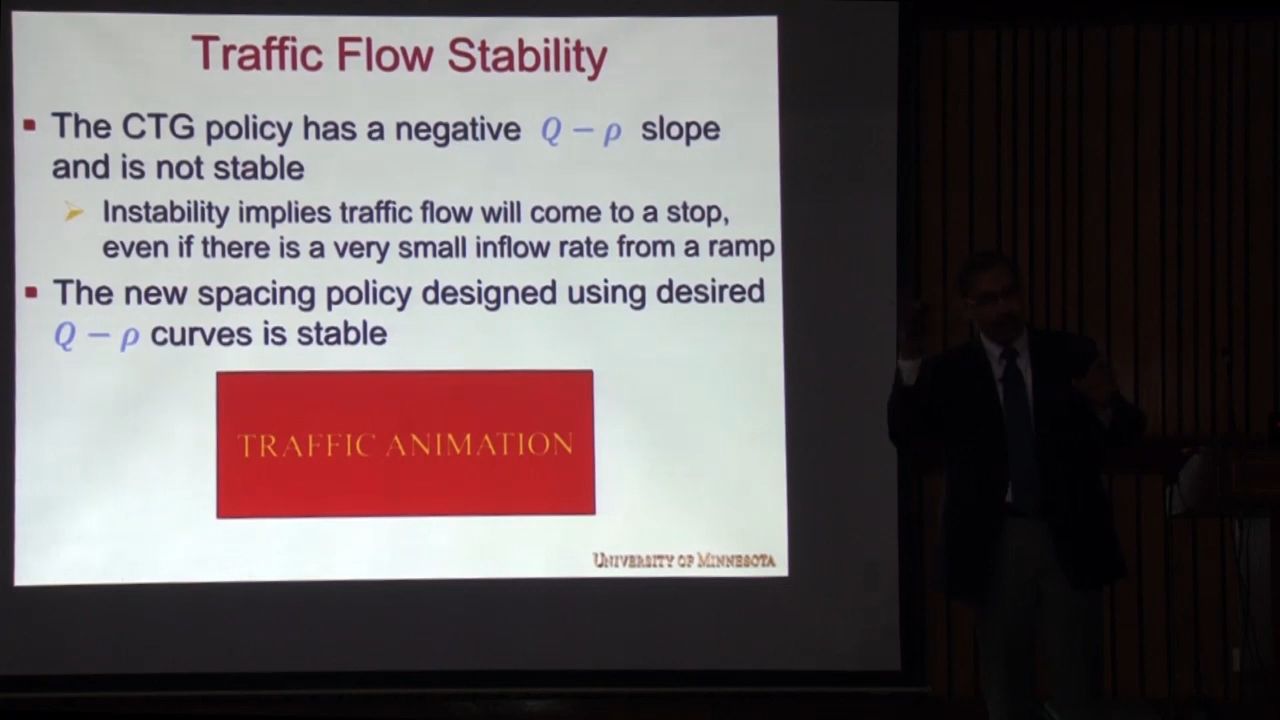 Traffic Flow Stability
▪ The CTG policy has a negative Q − ρ slope
and is not stable
➢ Instability implies traffic flow will come to a stop,
even if there is a very small inflow rate from a ramp
▪ The new spacing policy designed using desired
Q − ρ curves is stable
TRAFFIC ANIMATION
UNIVERSITY OF MINNESOTA